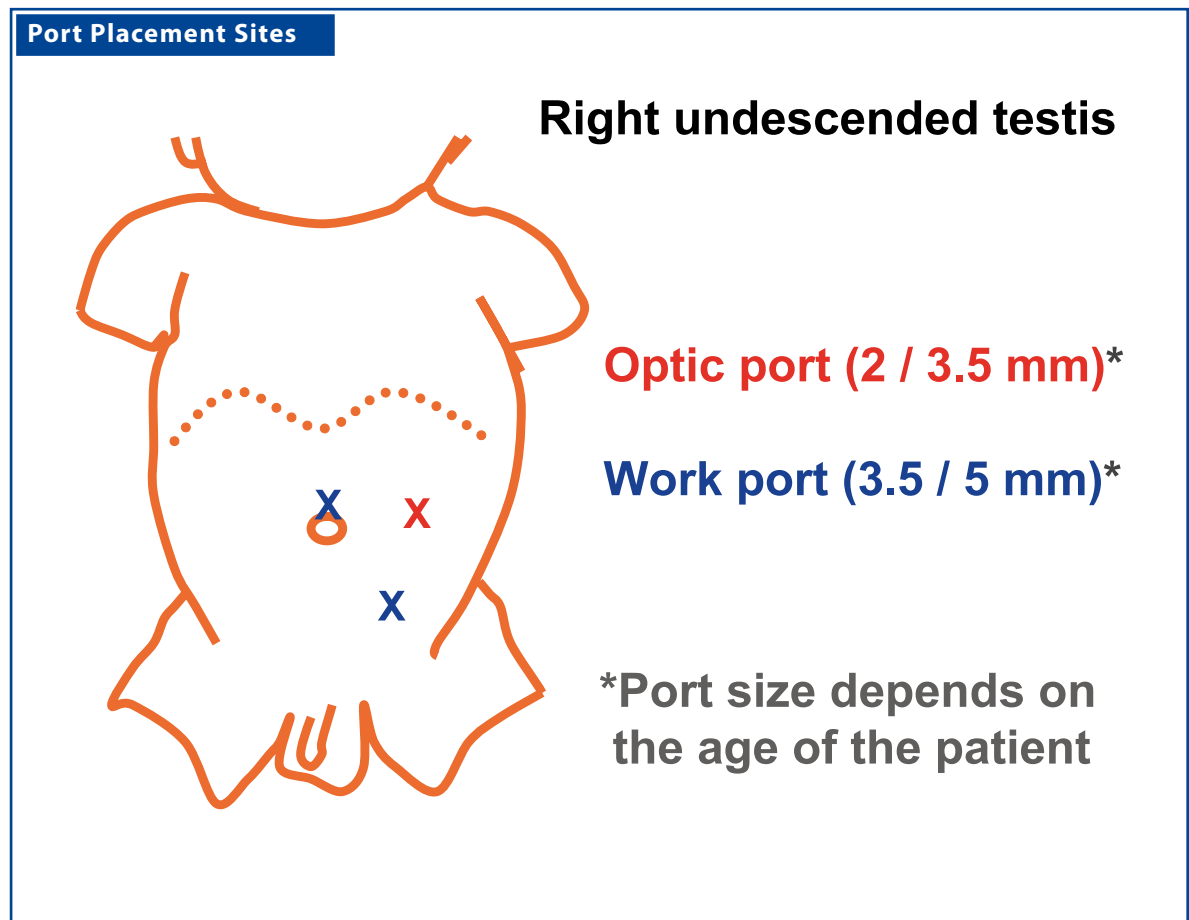 Port Placement Sites
Right undescended testis
Optic port (2 / 3.5 mm)*
Work port (3.5 / 5 mm)*
X
X
X
*Port size depends on
the age of the patient